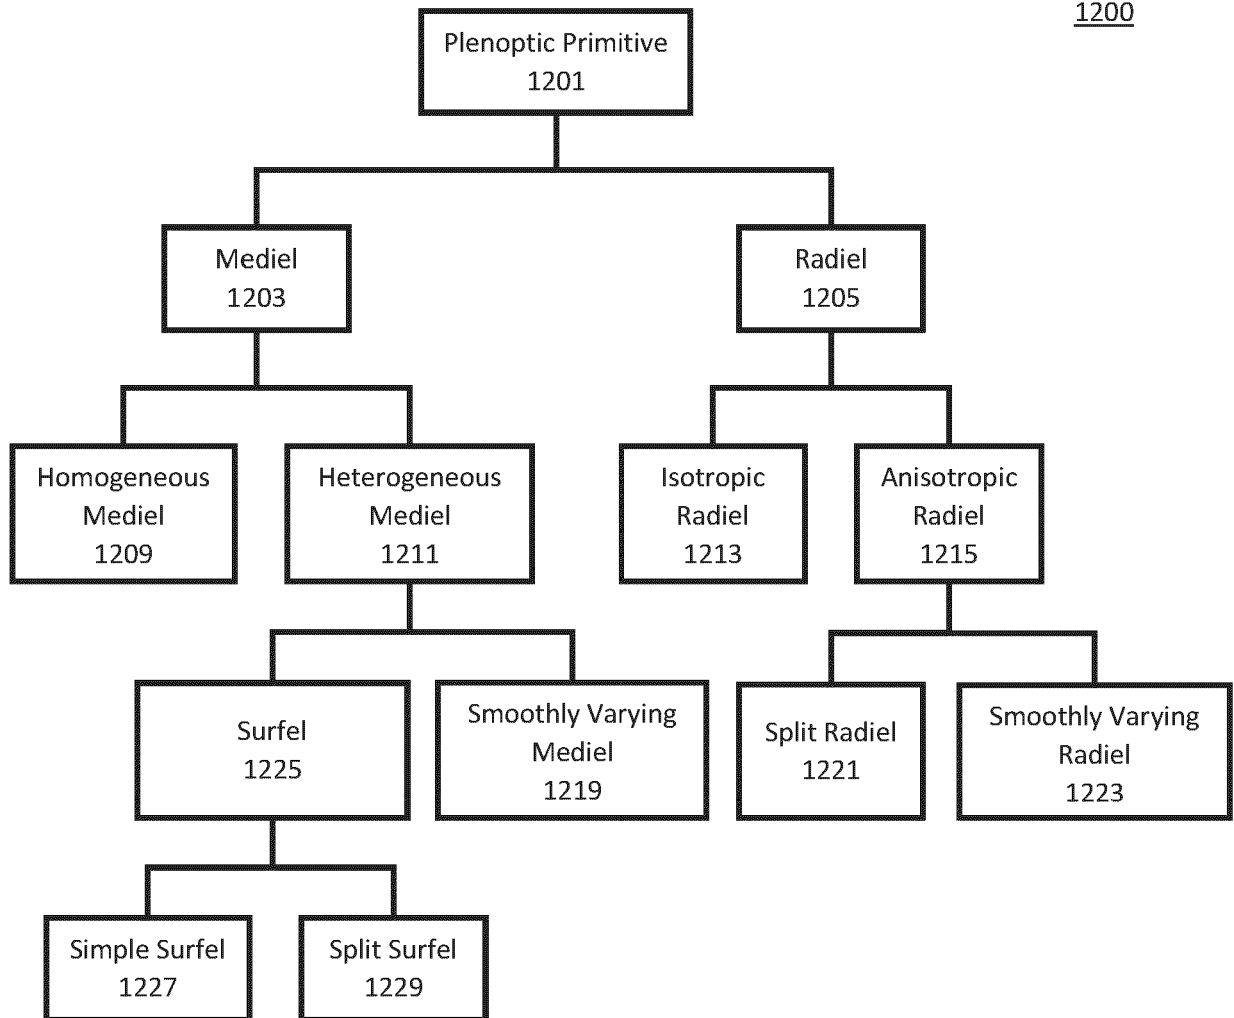 1200
Plenoptic Primitive
1201
Mediel
1203
Radiel
1205
Homogeneous
Mediel
1209
Heterogeneous
Mediel
1211
Isotropic
Radiel
1213
Anisotropic
Radiel
1215
Surfel
1225
Smoothly Varying
Mediel
1219
Split Radiel
1221
Smoothly Varying
Radiel
1223
Simple Surfel
1227
Split Surfel
1229